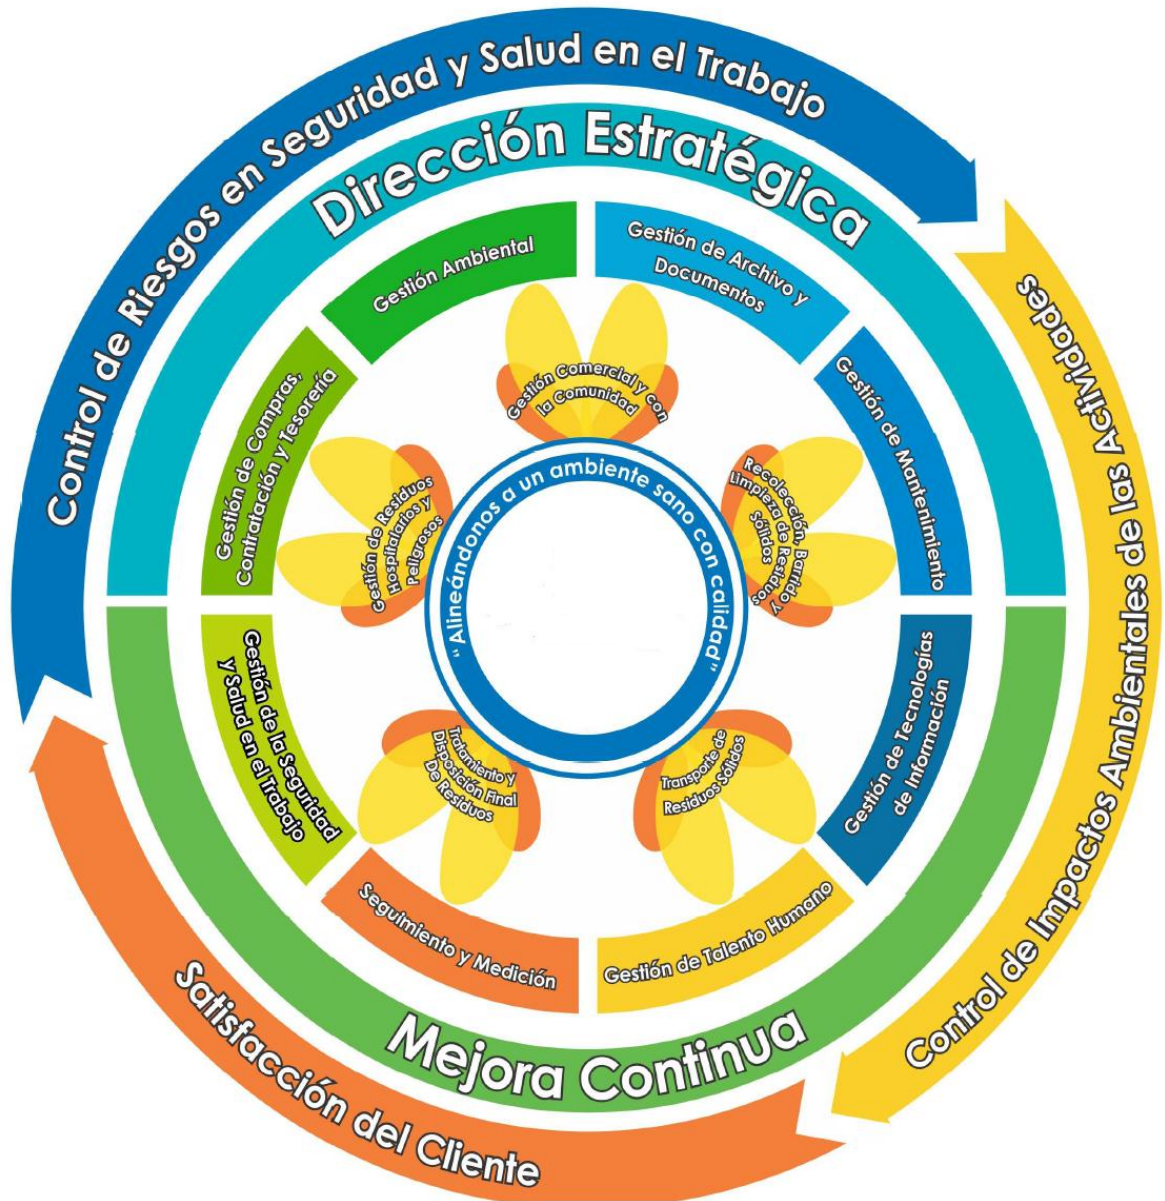 Control de Riesgos en Seguridad y Salud en el Trabajo
Control de Impactos Ambientales de las Actividades
Satisfacción del Cliente
Dirección Estratégica
Mejora Continua
Gestión Ambiental
Gestión de Archivo y
Documentos
Gestión de Mantenimiento
Gestión de Tecnologías
de Información
Gestión de Talento Humano
Seguimiento y Medición
Gestión de la Seguridad
y Salud en el Trabajo
Gestión de Compras,
Contratación y Tesorería
Gestión Comercial y con
la Comunidad
Recolección, Barrido y
Limpieza de Residuos
Sólidos
Transporte de
Residuos Sólidos
Tratamiento y
Disposición Final
De Residuos
Gestión de Residuos
Hospitalarios y
Peligrosos
"Alineándonos a un ambiente sano con calidad"